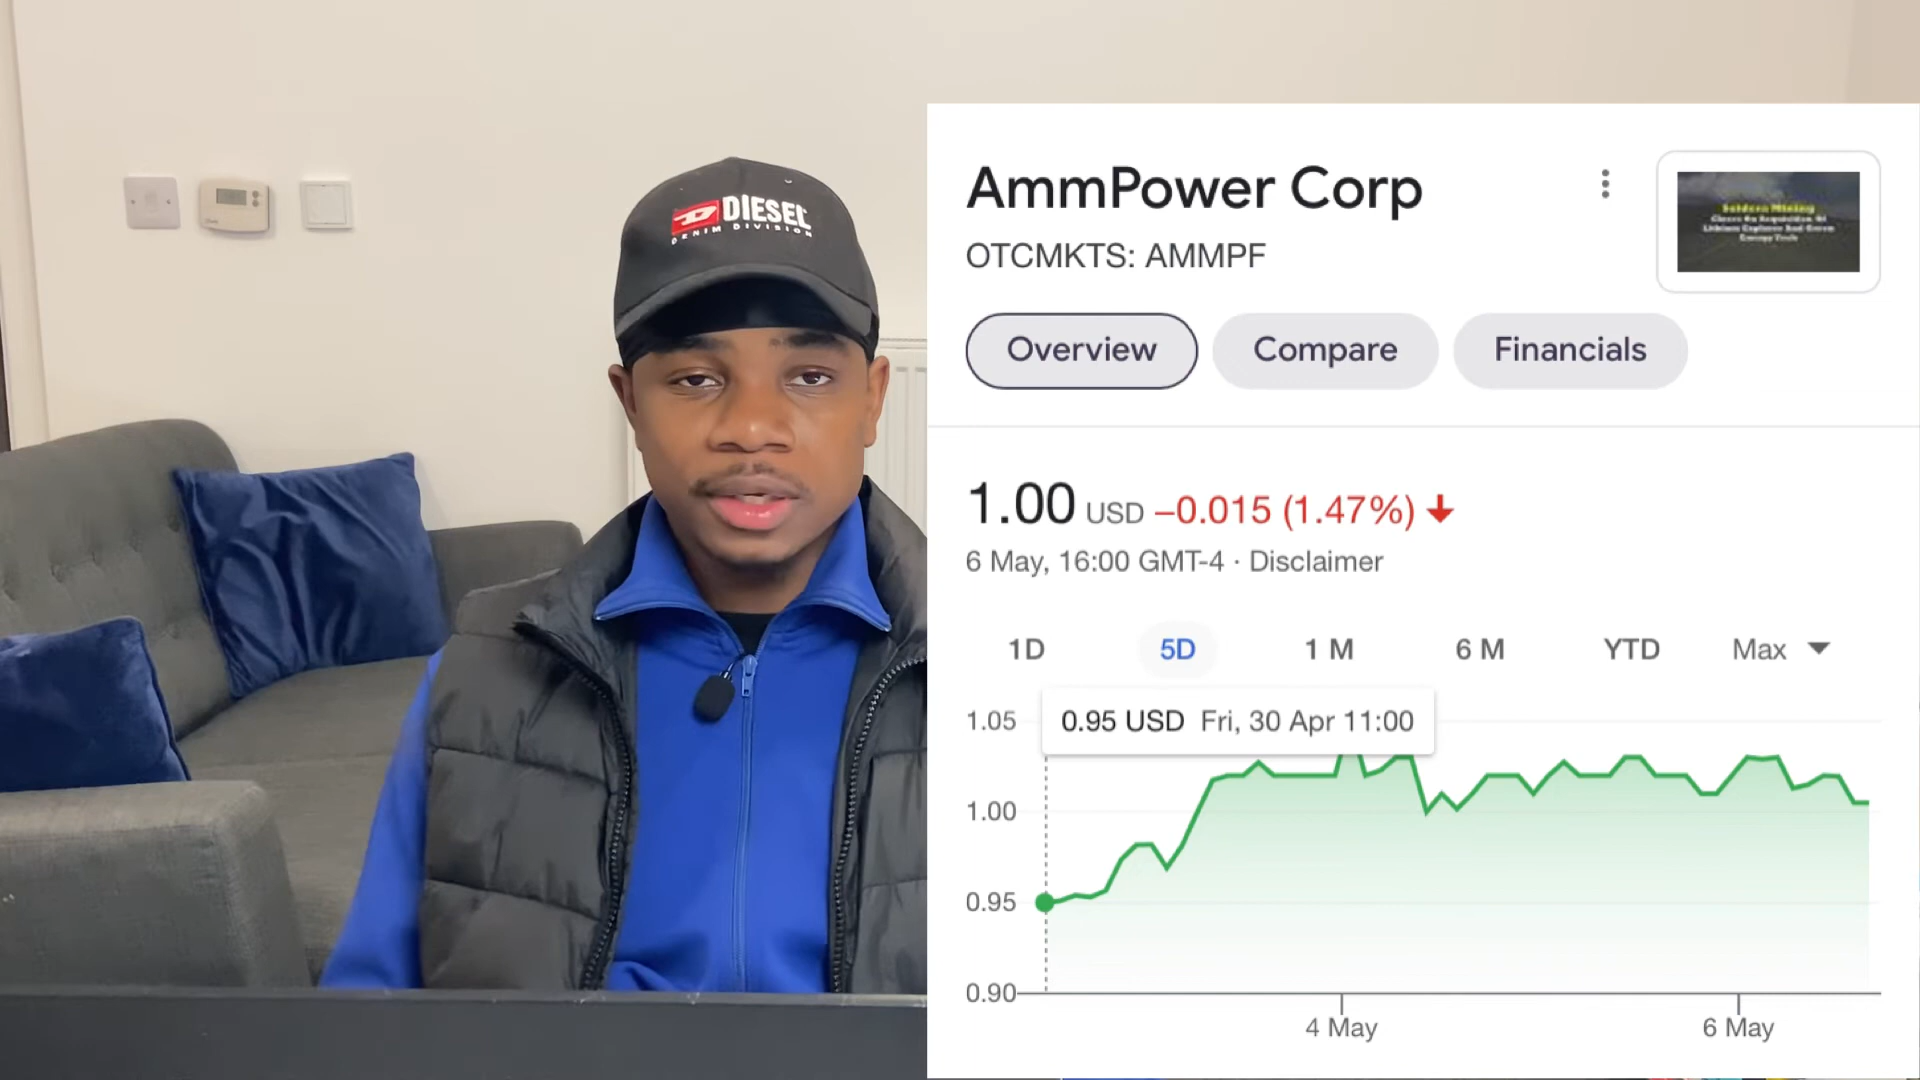 DIESEL
DENIM DIVISION
AmmPower Corp
OTCMKTS: AMMPF
Overview
Compare
Financials
1.00 USD −0.015 (1.47%)
6 May, 16:00 GMT-4 · Disclaimer
1D
5D
1 M
6 M
YTD
Max
0.95 USD Fri, 30 Apr 11:00
1.05
1.00
0.95
0.90
4 May
6 May